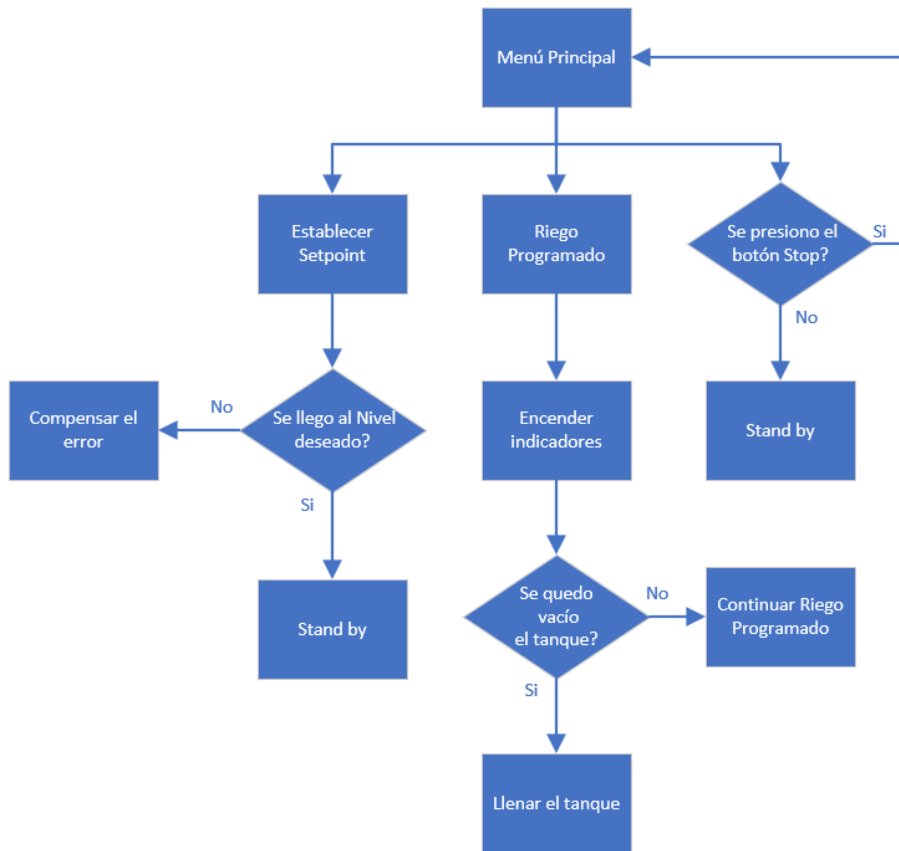 Menú Principal
Establecer
Setpoint
Riego
Programado
Se presiono el
botón Stop?
Si
No
Compensar el
error
No
Se llego al Nivel
deseado?
Encender
indicadores
Stand by
Si
Stand by
Se quedo
vacío
el tanque?
No
Continuar Riego
Programado
Si
Llenar el tanque